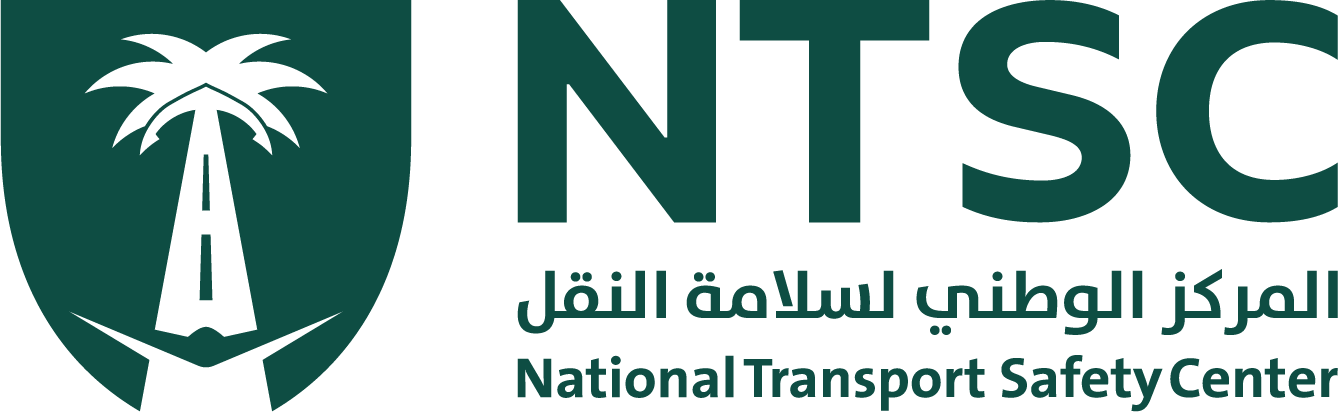 NTSC
المركز الوطني لسلامة النقل
National Transport Safety Center